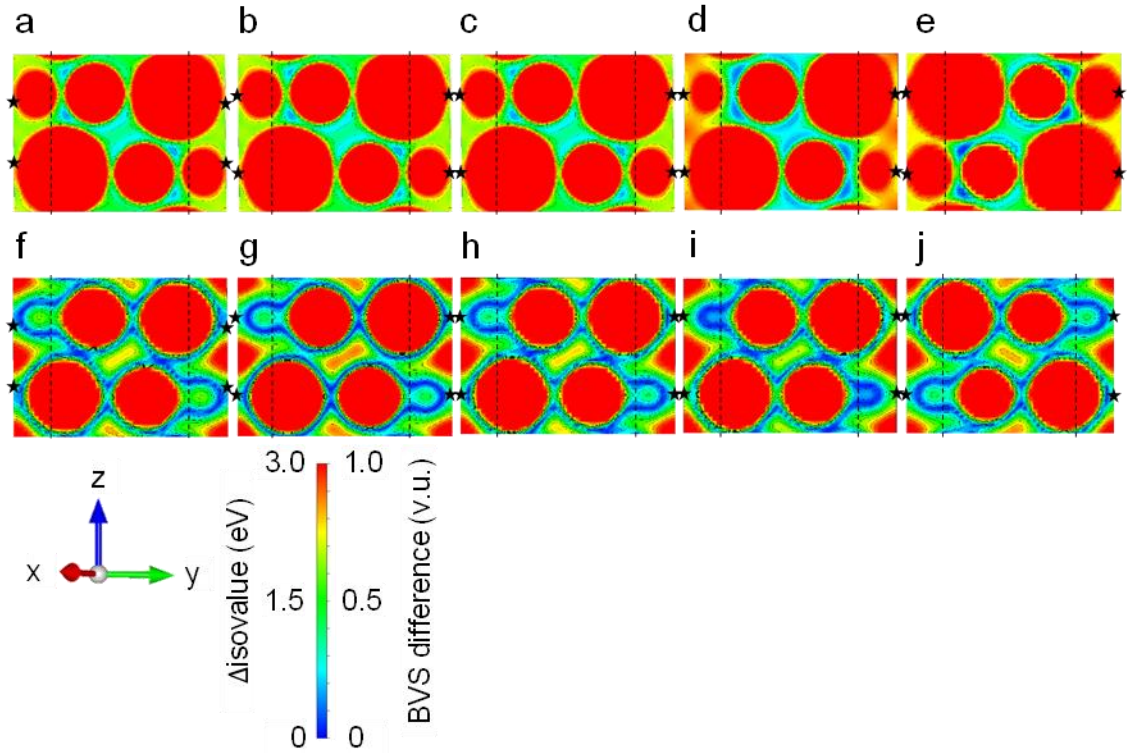 a b c d e
f g h i j
z
x y
Δisovalue (eV)
3.0 1.0
1.5 0.5
0 0
BVS difference (v.u.)